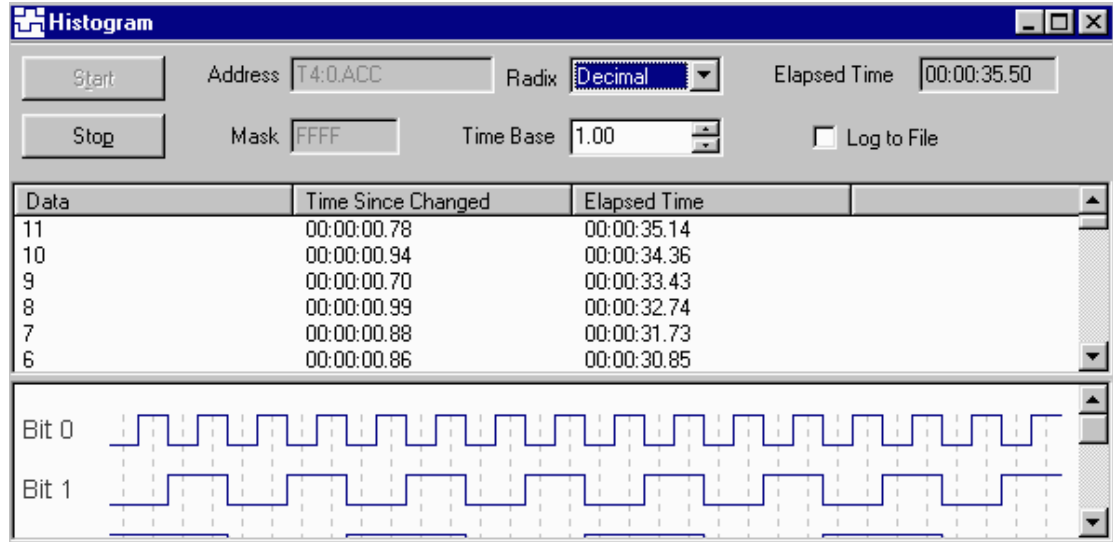 Histogram
Start Address T4:0.ACC Radix Decimal Elapsed Time 00:00:35.50
Stop Mask FFFF Time Base 1.00 Log to File
Data Time Since Changed Elapsed Time
11 00:00:00.78 00:00:35.14
10 00:00:00.94 00:00:34.36
9 00:00:00.70 00:00:33.43
8 00:00:00.99 00:00:32.74
7 00:00:00.88 00:00:31.73
6 00:00:00.86 00:00:30.85
Bit 0
Bit 1